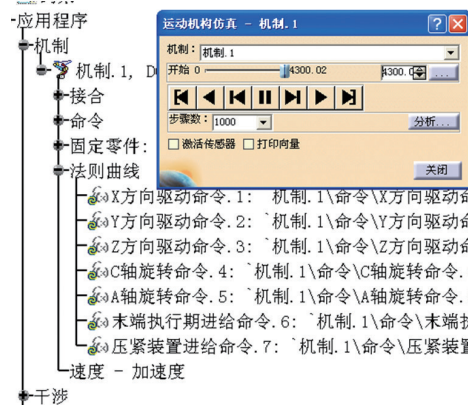 应用程序
运动机构仿真 - 机制.1
机制
机制: 机制.1
机制.1, D
开始 0 4300.02 4300.0 ...
接合
命令
步骤数: 1000 分析...
固定零件:
激活传感器 打印向量
法则曲线
关闭
X方向驱动命令.1: `机制.1\命令\X方向驱动命
Y方向驱动命令.2: `机制.1\命令\Y方向驱动命
Z方向驱动命令.3: `机制.1\命令\Z方向驱动命
C轴旋转命令.4: `机制.1\命令\C轴旋转命令.
A轴旋转命令.5: `机制.1\命令\A轴旋转命令.
末端执行期进给命令.6: `机制.1\命令\末端
压紧装置进给命令.7: `机制.1\命令\压紧装
速度 - 加速度
干涉